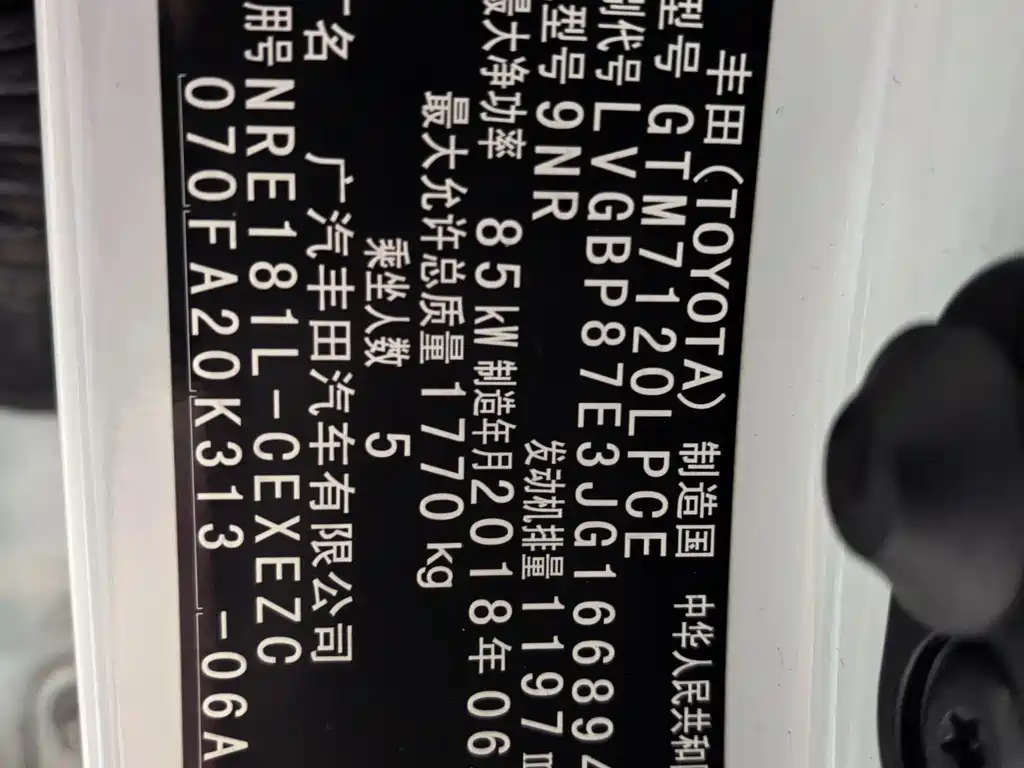 丰田(TOYOTA) 制造国 中华人民共和
型号 GTM7120LPCE
制代号 LVGBP87E3JG166894
型号 9NR 发动机排量 1197
最大净功率 85kW 制造年月 2018年06
最大允许总质量 1770kg
乘坐人数 5
名 广汽丰田汽车有限公司
用号 NRE181L-CEXEZC
070FA20K313 -06A